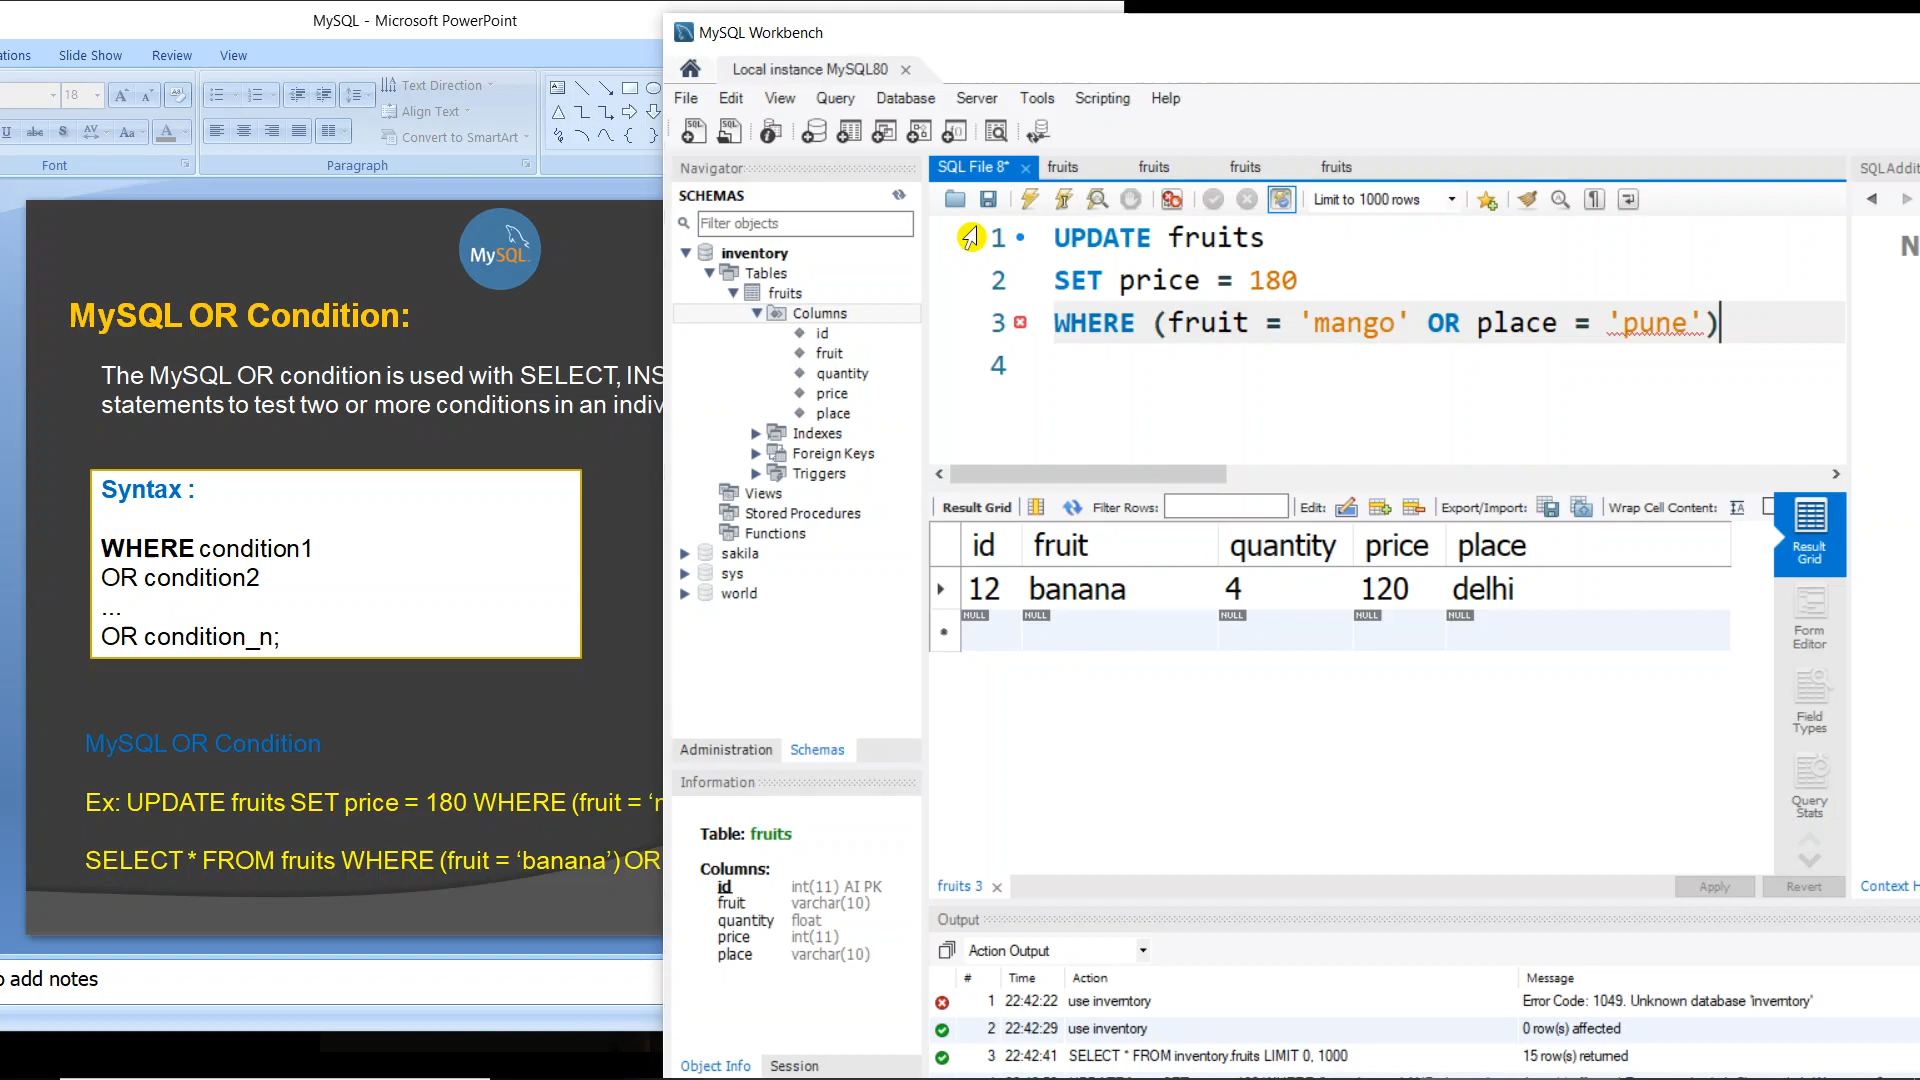 MySQL - Microsoft PowerPoint
ations Slide Show Review View
18
Text Direction
Align Text
Convert to SmartArt
Font Paragraph
MySQL
MySQL OR Condition:
The MySQL OR condition is used with SELECT, INS
statements to test two or more conditions in an indiv
Syntax :
WHERE condition1
OR condition2
...
OR condition_n;
MySQL OR Condition
Ex: UPDATE fruits SET price = 180 WHERE (fruit = ‘
SELECT * FROM fruits WHERE (fruit = ‘banana’) OR
o add notes
MySQL Workbench
Local instance MySQL80
File Edit View Query Database Server Tools Scripting Help
Navigator
SCHEMAS
Filter objects
inventory
Tables
fruits
Columns
id
fruit
quantity
price
place
Indexes
Foreign Keys
Triggers
Views
Stored Procedures
Functions
sakila
sys
world
Administration Schemas
Information
Table: fruits
Columns:
id int(11) AI PK
fruit varchar(10)
quantity float
price int(11)
place varchar(10)
Object Info Session
SQL File 8* fruits fruits fruits fruits
SQLAddit
Limit to 1000 rows
1 UPDATE fruits
2 SET price = 180
3 WHERE (fruit = 'mango' OR place = 'pune')
4
N
Result Grid Filter Rows: Edit: Export/Import: Wrap Cell Content:
id fruit quantity price place
12 banana 4 120 delhi
NULL NULL NULL NULL NULL
Result
Grid
Form
Editor
Field
Types
Query
Stats
fruits 3 Apply Revert Context H
Output
Action Output
# Time Action Message
1 22:42:22 use invemtory Error Code: 1049. Unknown database 'invemtory'
2 22:42:29 use inventory 0 row(s) affected
3 22:42:41 SELECT * FROM inventory.fruits LIMIT 0, 1000 15 row(s) returned